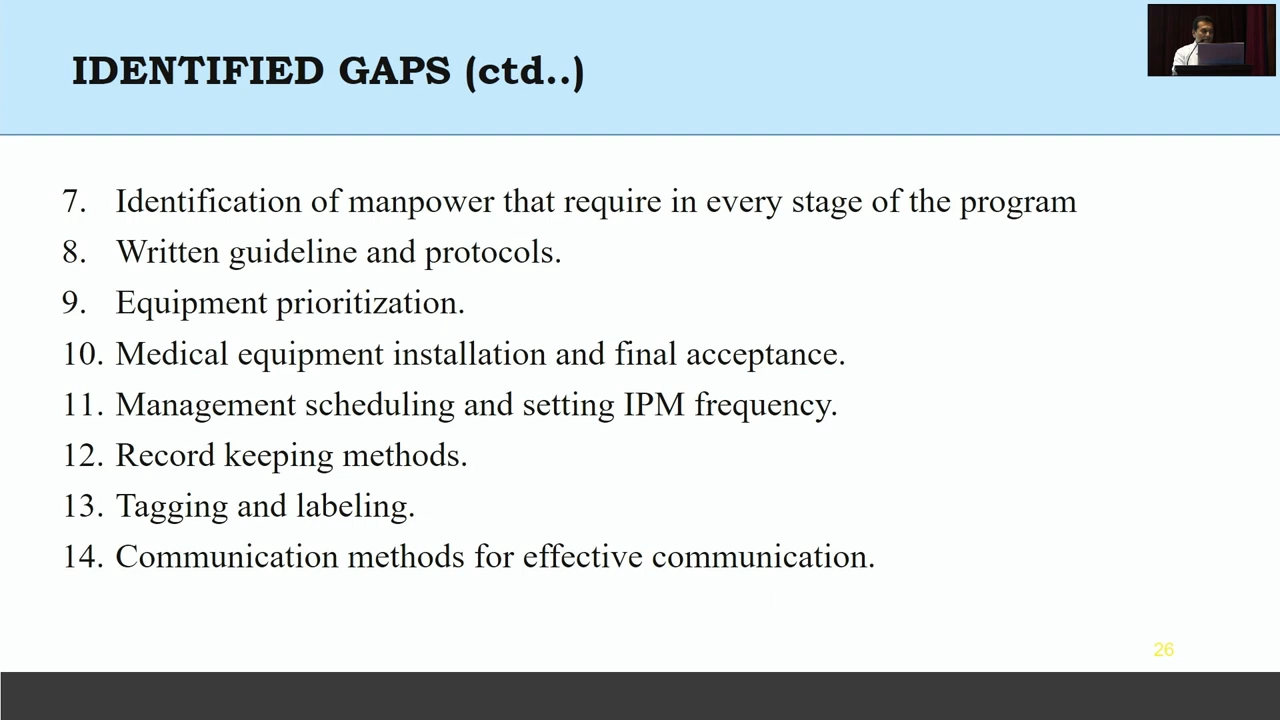 IDENTIFIED GAPS (ctd..)
7. Identification of manpower that require in every stage of the program
8. Written guideline and protocols.
9. Equipment prioritization.
10. Medical equipment installation and final acceptance.
11. Management scheduling and setting IPM frequency.
12. Record keeping methods.
13. Tagging and labeling.
14. Communication methods for effective communication.
26